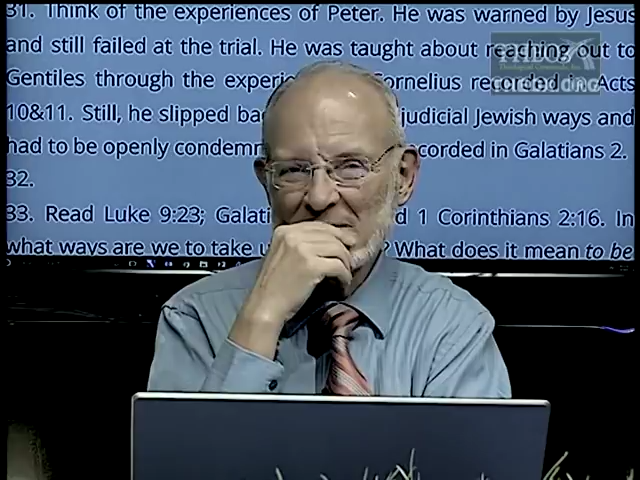 31. Think of the experiences of Peter. He was warned by Jesus
and still failed at the trial. He was taught about reaching out to
Gentiles through the experi Cornelius recorded in Acts
10&11. Still, he slipped ba judicial Jewish ways and
had to be openly condemn corded in Galatians 2.
32.
33. Read Luke 9:23; Galati d 1 Corinthians 2:16. In
what ways are we to take u ? What does it mean to be